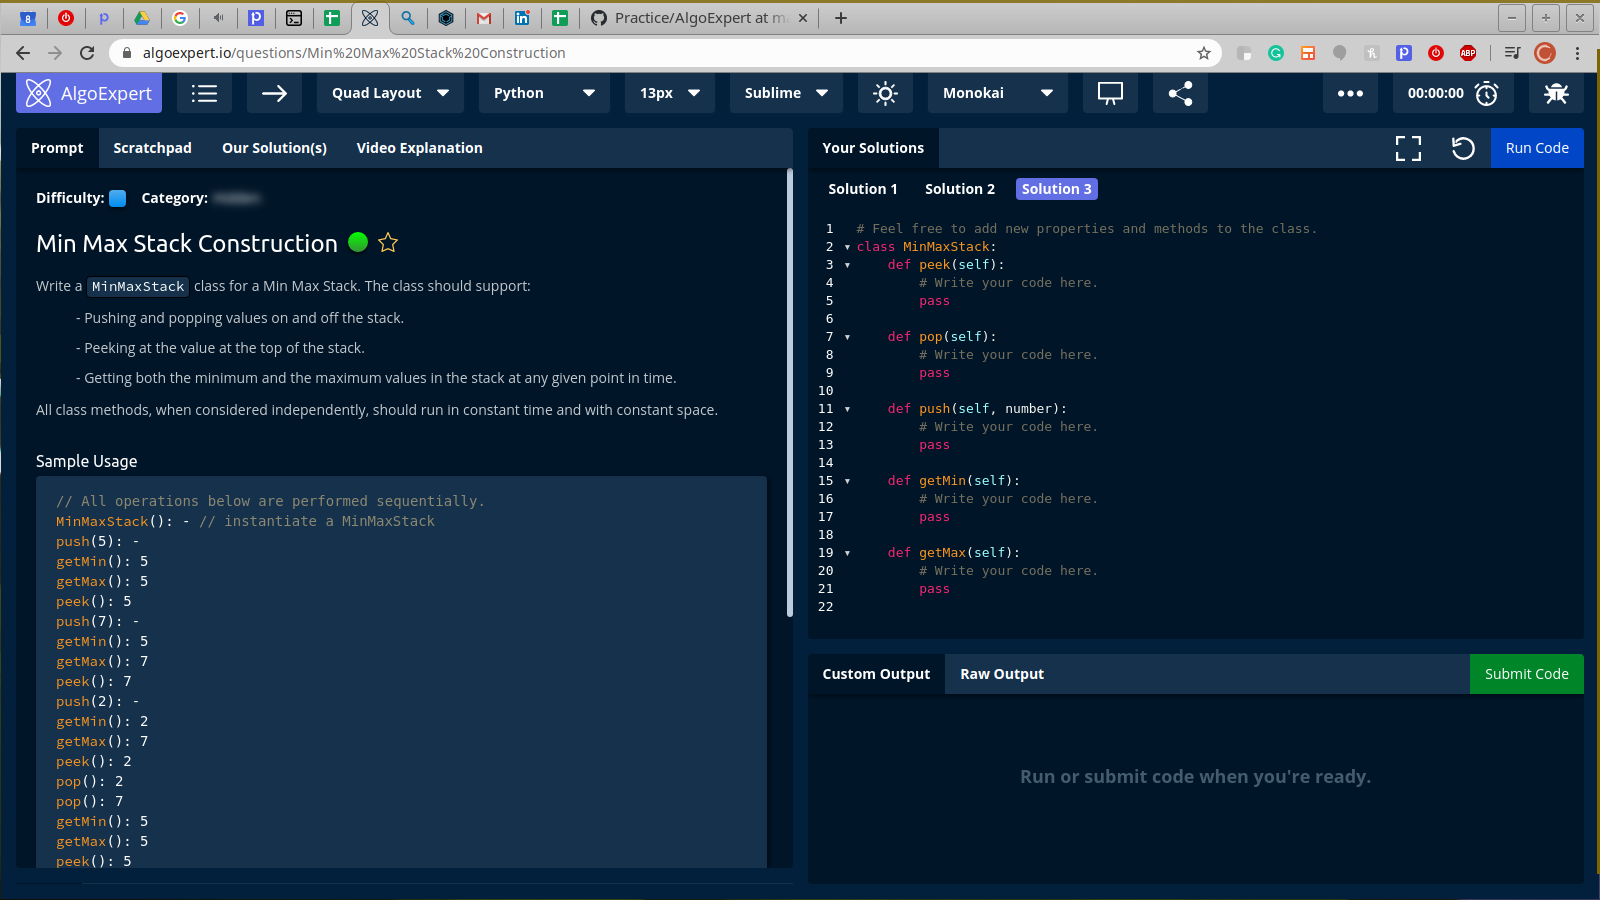 Practice/AlgoExpert at m
algoexpert.io/questions/Min%20Max%20Stack%20Construction
AlgoExpert
Quad Layout
Python
13px
Sublime
Monokai
00:00:00
Prompt
Scratchpad
Our Solution(s)
Video Explanation
Difficulty: Category:
Min Max Stack Construction
Write a MinMaxStack class for a Min Max Stack. The class should support:
- Pushing and popping values on and off the stack.
- Peeking at the value at the top of the stack.
- Getting both the minimum and the maximum values in the stack at any given point in time.
All class methods, when considered independently, should run in constant time and with constant space.
Sample Usage
// All operations below are performed sequentially.
MinMaxStack(): - // instantiate a MinMaxStack
push(5): -
getMin(): 5
getMax(): 5
peek(): 5
push(7): -
getMin(): 5
getMax(): 7
peek(): 7
push(2): -
getMin(): 2
getMax(): 7
peek(): 2
pop(): 2
pop(): 7
getMin(): 5
getMax(): 5
peek(): 5
Your Solutions
Run Code
Solution 1
Solution 2
Solution 3
1 # Feel free to add new properties and methods to the class.
2 class MinMaxStack:
3 def peek(self):
4 # Write your code here.
5 pass
6
7 def pop(self):
8 # Write your code here.
9 pass
10
11 def push(self, number):
12 # Write your code here.
13 pass
14
15 def getMin(self):
16 # Write your code here.
17 pass
18
19 def getMax(self):
20 # Write your code here.
21 pass
22
Custom Output
Raw Output
Submit Code
Run or submit code when you're ready.